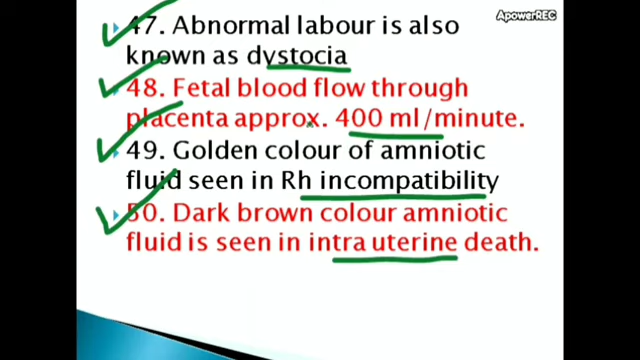 ApowerREC
47. Abnormal labour is also
known as dystocia
48. Fetal blood flow through
placenta approx. 400 ml/minute.
49. Golden colour of amniotic
fluid seen in Rh incompatibility
50. Dark brown colour amniotic
fluid is seen in intra uterine death.